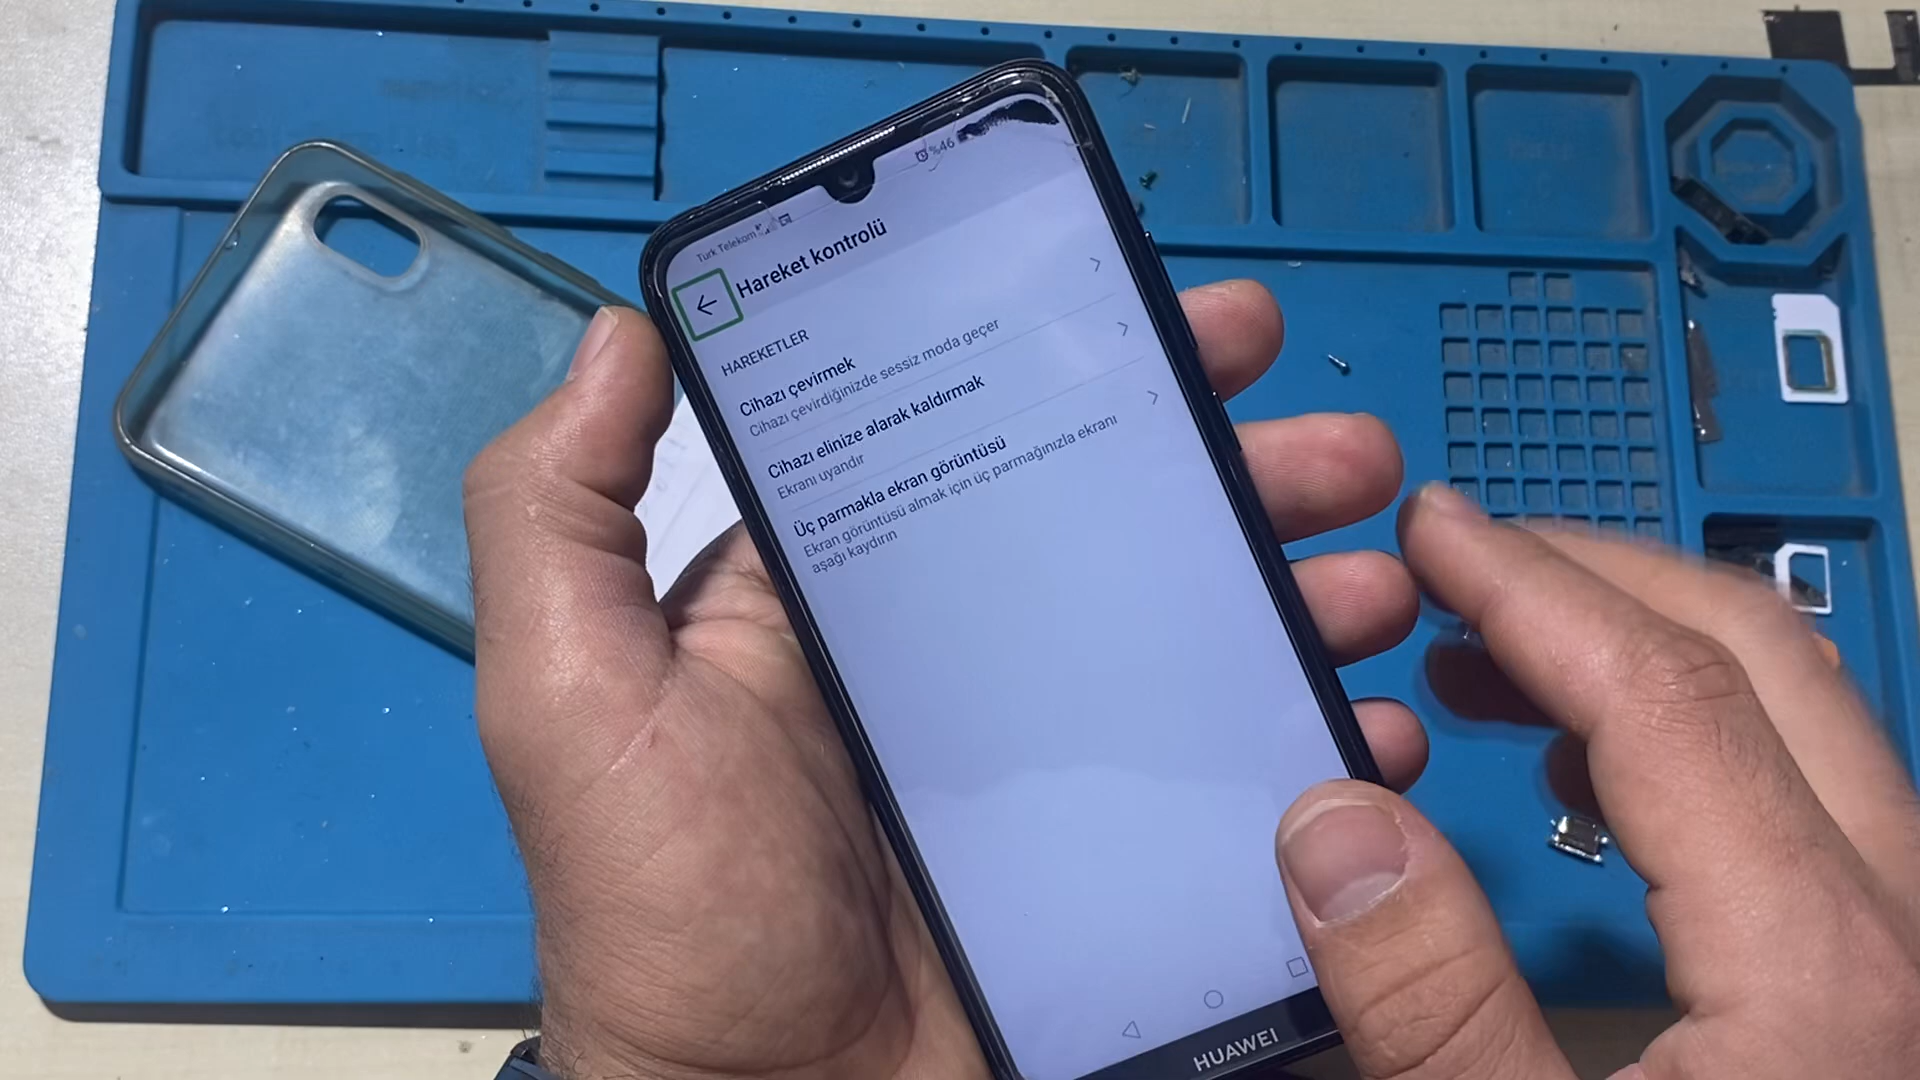 Türk Telekom
%46
Hareket kontrolü
HAREKETLER
Cihazı çevirmek
Cihazı çevirdiğinizde sessiz moda geçer
Cihazı elinize alarak kaldırmak
Ekranı uyandır
Üç parmakla ekran görüntüsü
Ekran görüntüsü almak için üç parmağınızla ekranı
aşağı kaydırın
HUAWEI